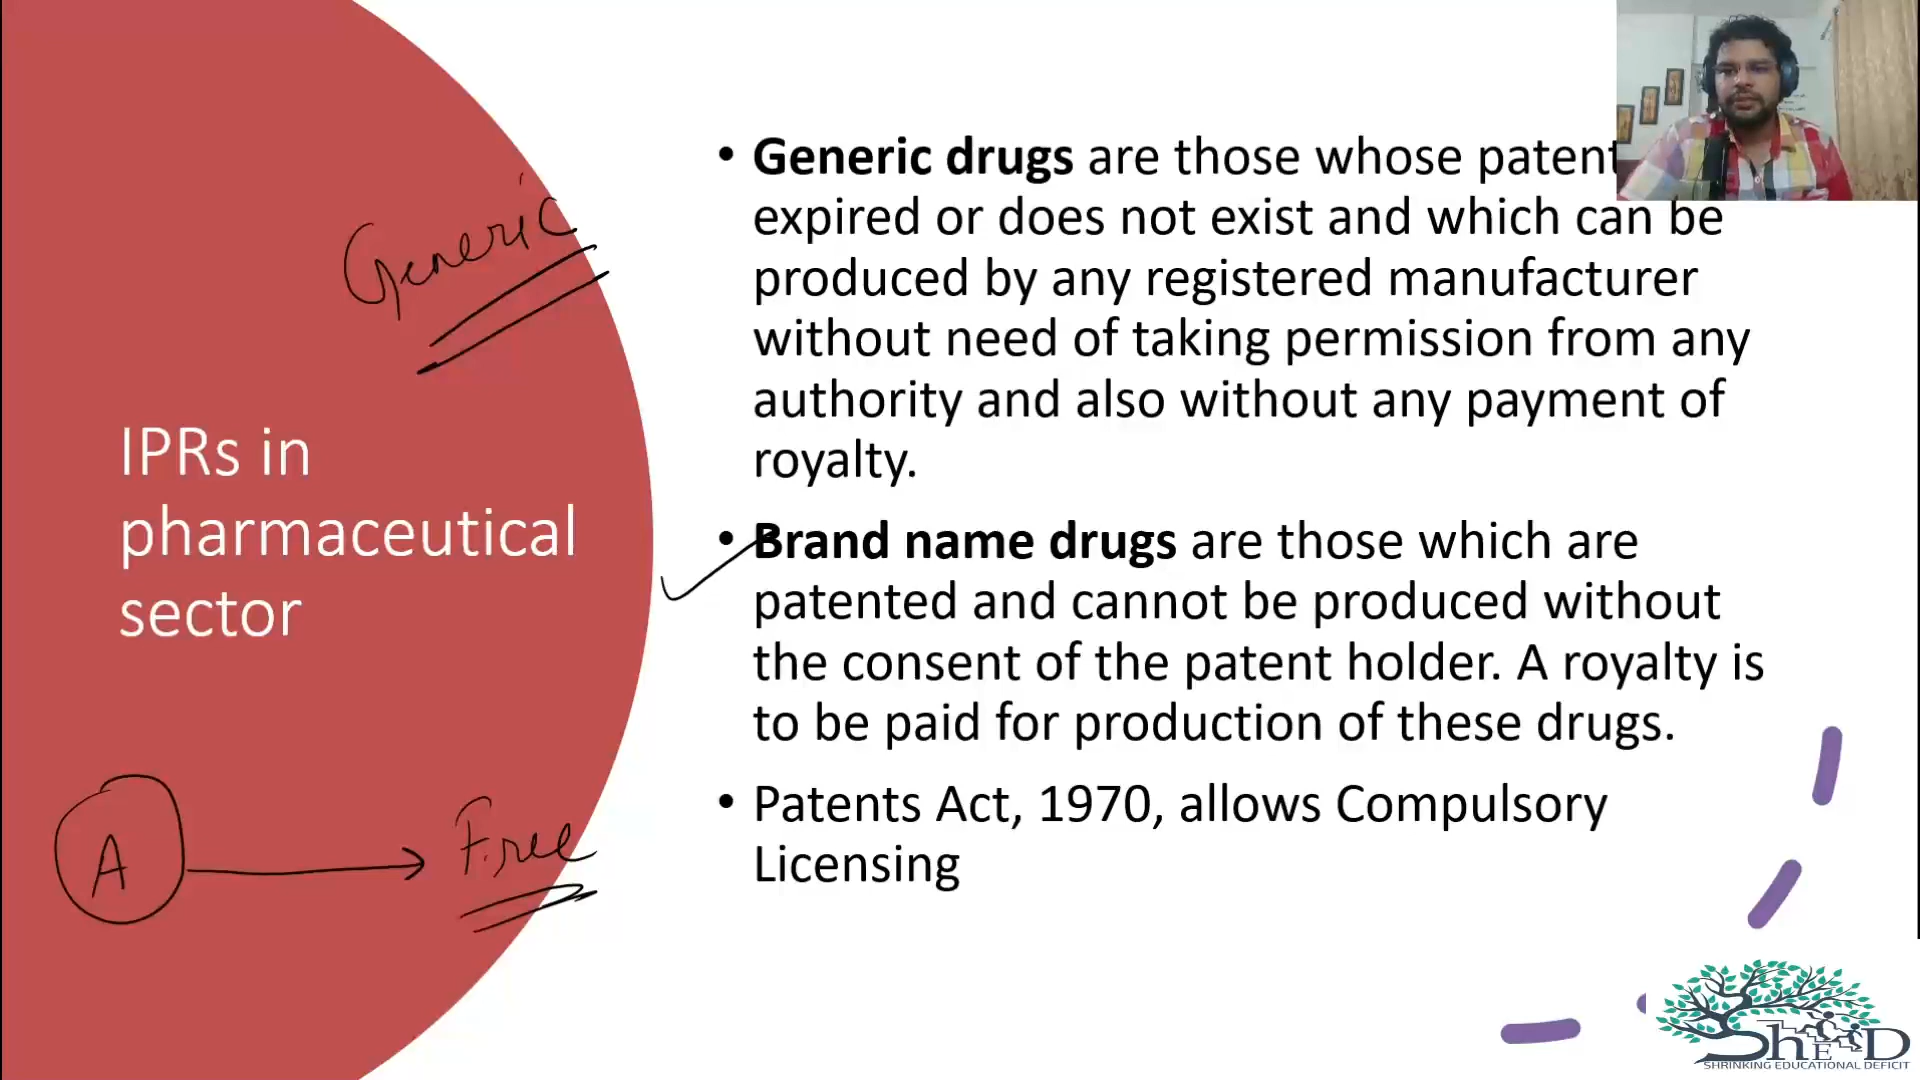 Generic
IPRs in
pharmaceutical
sector
A
Free
• Generic drugs are those whose patent
expired or does not exist and which can be
produced by any registered manufacturer
without need of taking permission from any
authority and also without any payment of
royalty.
• Brand name drugs are those which are
patented and cannot be produced without
the consent of the patent holder. A royalty is
to be paid for production of these drugs.
• Patents Act, 1970, allows Compulsory
Licensing
ShED
SHRINKING EDUCATIONAL DEFICIT